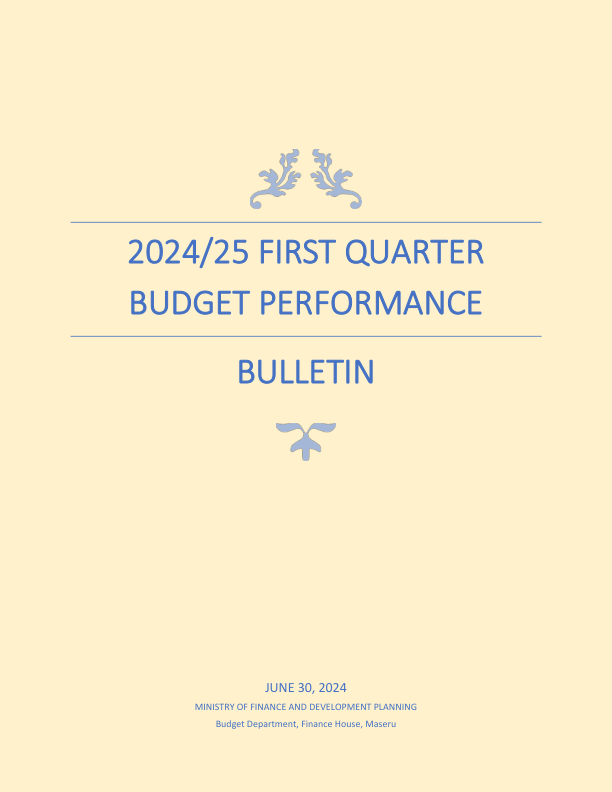 2024/25 FIRST QUARTER
BUDGET PERFORMANCE
BULLETIN
JUNE 30, 2024
MINISTRY OF FINANCE AND DEVELOPMENT PLANNING
Budget Department, Finance House, Maseru